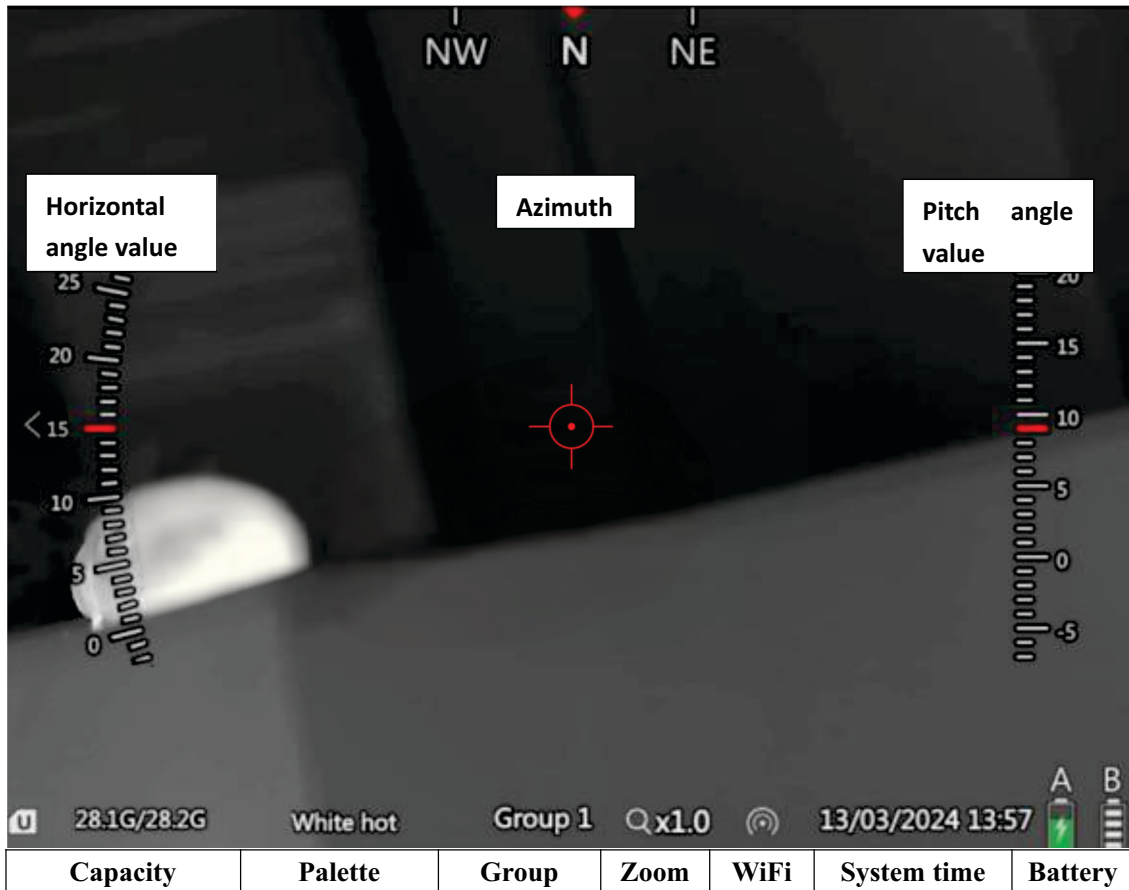 NW N NE
Horizontal
angle value
Azimuth
Pitch angle
value
25
20
15
10
5
0
20
15
10
5
0
-5
A B
U 28.1G/28.2G White hot Group 1 x1.0 13/03/2024 13:57
Capacity Palette Group Zoom WiFi System time Battery